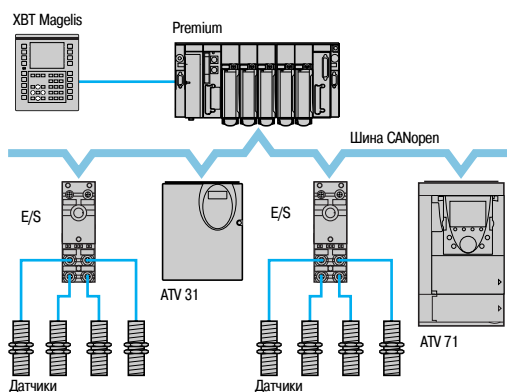 XBT Magelis
Premium
Шина CANopen
E/S
E/S
ATV 31
ATV 71
Датчики
Датчики